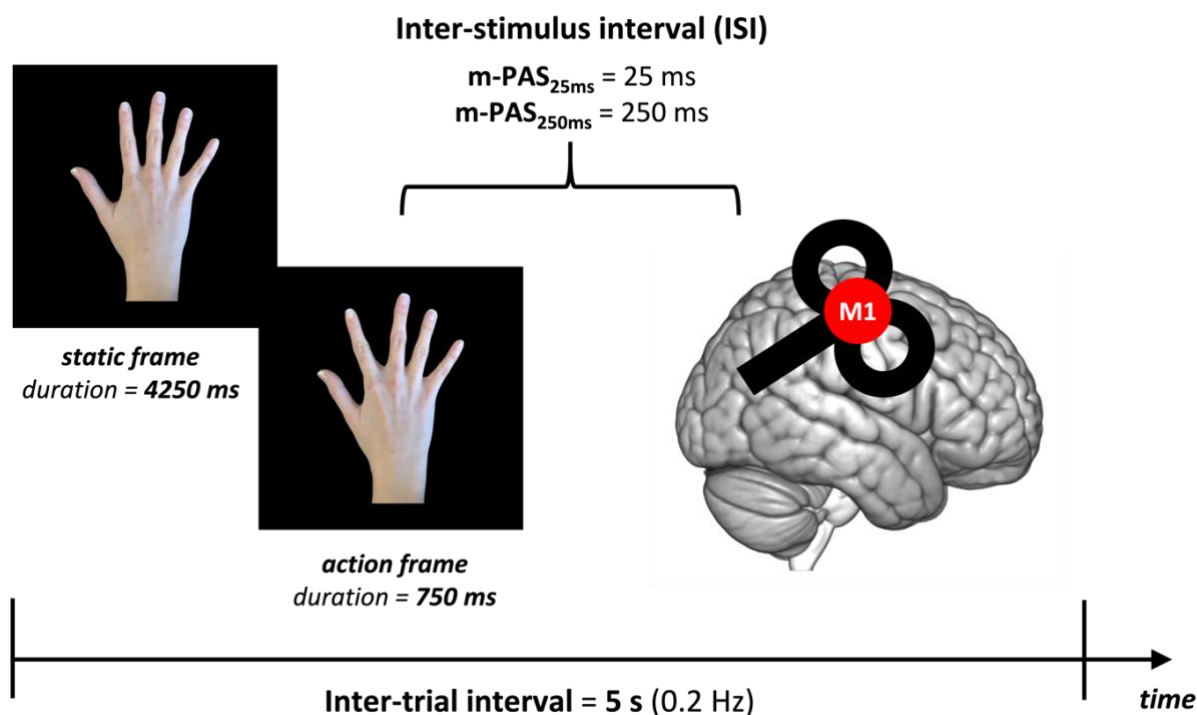 Inter-stimulus interval (ISI)
m-PAS25ms = 25 ms
m-PAS250ms = 250 ms
M1
static frame
duration = 4250 ms
action frame
duration = 750 ms
Inter-trial interval = 5 s (0.2 Hz)
time